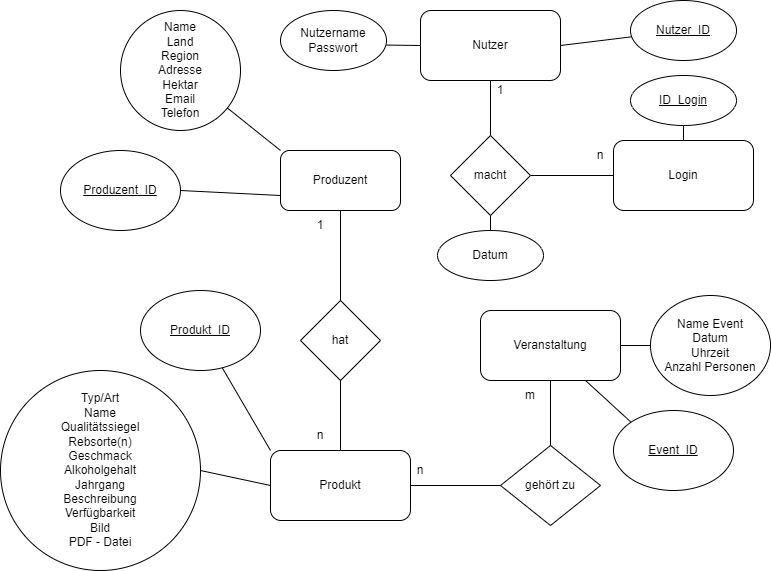 Name
Land
Region
Adresse
Hektar
Email
Telefon
Nutzername
Passwort
Nutzer
Nutzer_ID
1
ID_Login
macht
n
Login
Produzent_ID
Produzent
1
Datum
Produkt_ID
hat
Veranstaltung
Name Event
Datum
Uhrzeit
Anzahl Personen
m
Event_ID
Typ/Art
Name
Qualitätssiegel
Rebsorte(n)
Geschmack
Alkoholgehalt
Jahrgang
Beschreibung
Verfügbarkeit
Bild
PDF - Datei
n
Produkt
n
gehört zu